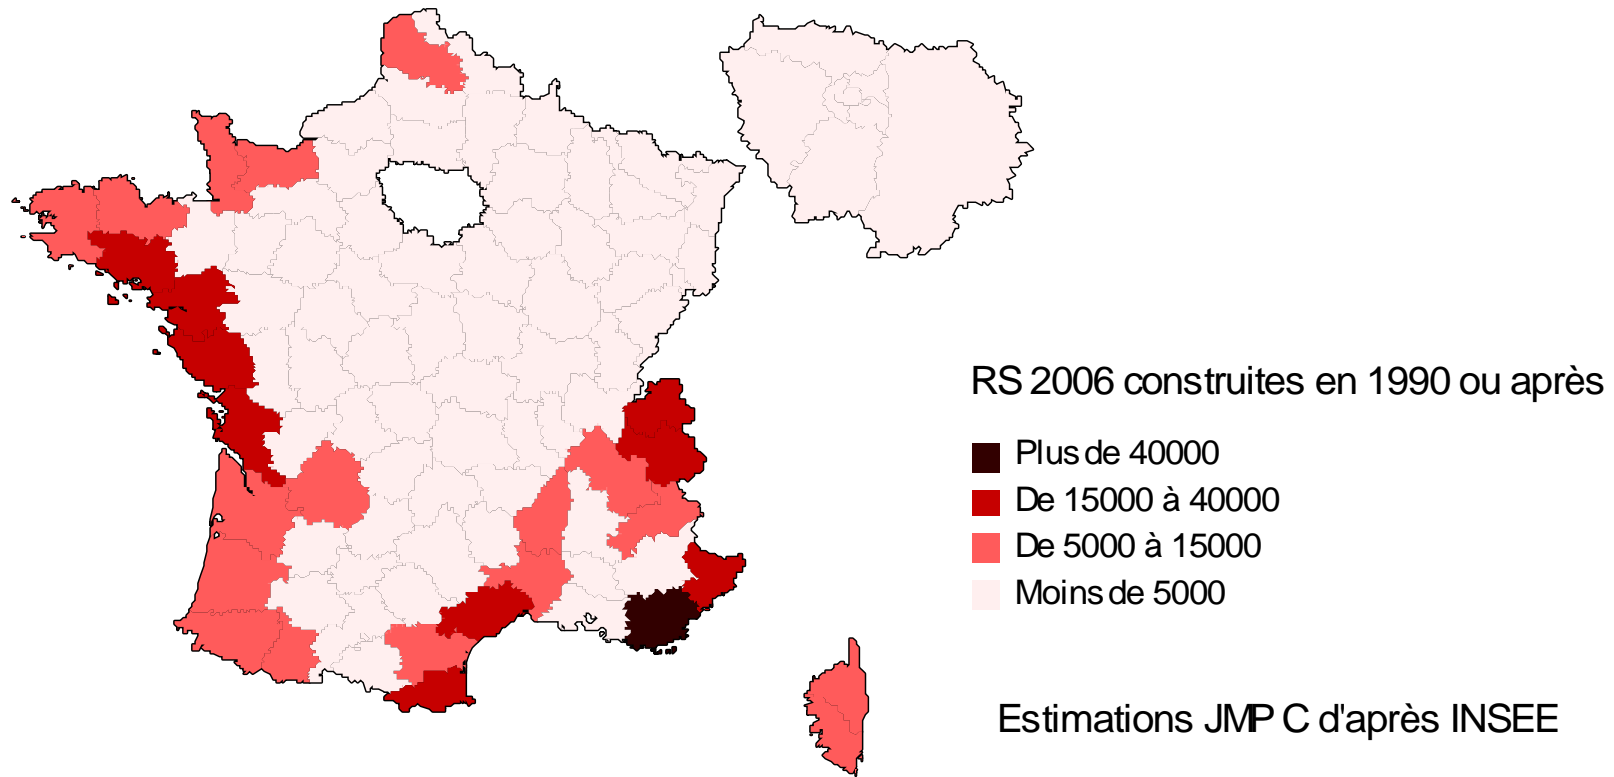 RS 2006 construites en 1990 ou après
Plus de 40000
De 15000 à 40000
De 5000 à 15000
Moins de 5000
Estimations JMP C d'après INSEE